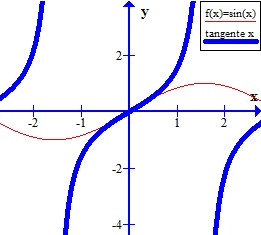 y
f(x)=sin(x)
tangente x
2
x
-2
-1
1
2
-2
-4